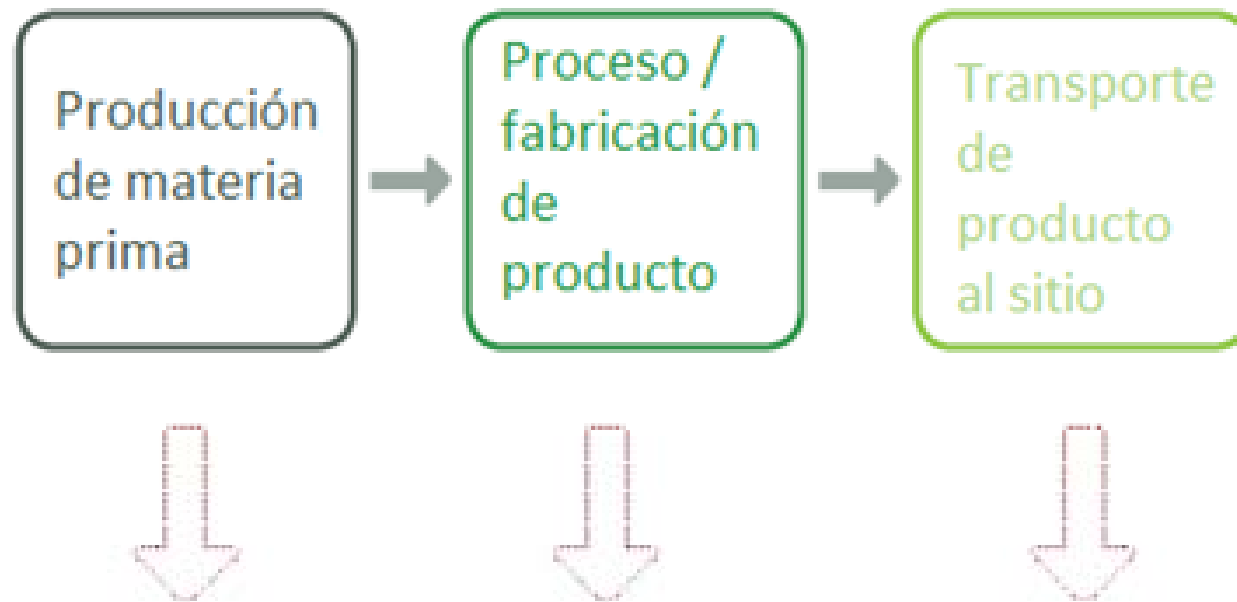 Producción
de materia
prima
Proceso /
fabricación
de
producto
Transporte
de
producto
al sitio